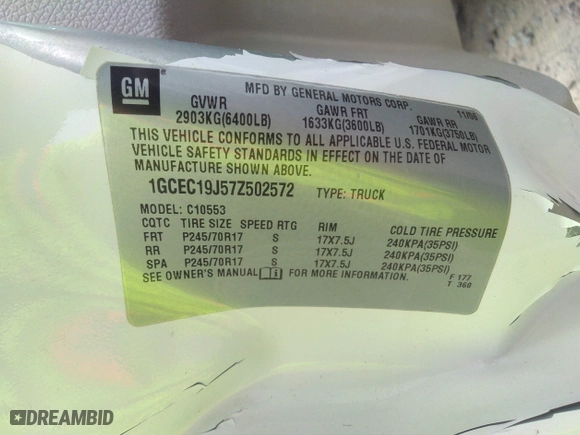 GM
MFD BY GENERAL MOTORS CORP. 11/06
GVWR GAWR FRT GAWR RR
2903KG(6400LB) 1633KG(3600LB) 1701KG(3750LB)
THIS VEHICLE CONFORMS TO ALL APPLICABLE U.S. FEDERAL MOTOR
VEHICLE SAFETY STANDARDS IN EFFECT ON THE DATE OF
MANUFACTURE SHOWN ABOVE.
1GCEC19J57Z502572 TYPE: TRUCK
MODEL: C10553
CQTC TIRE SIZE SPEED RTG RIM COLD TIRE PRESSURE
FRT P245/70R17 S 17X7.5J 240KPA(35PSI)
RR P245/70R17 S 17X7.5J 240KPA(35PSI)
SPA P245/70R17 S 17X7.5J 240KPA(35PSI)
SEE OWNER'S MANUAL i FOR MORE INFORMATION. F 177
T 360
DREAMBID